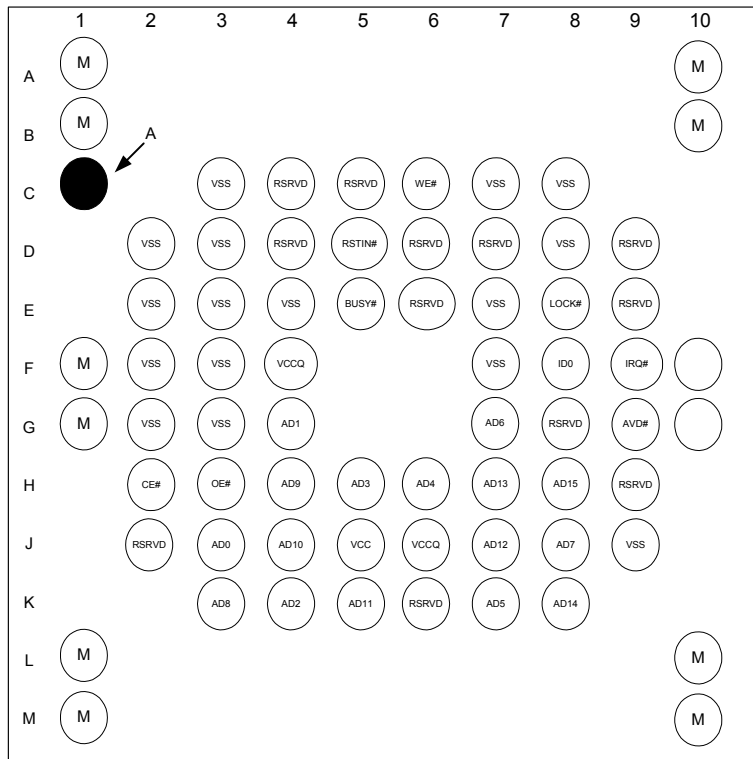 1 2 3 4 5 6 7 8 9 10
A M M
B M M
A
C VSS RSRVD RSRVD WE# VSS VSS
D VSS VSS RSRVD RSTIN# RSRVD RSRVD VSS RSRVD
E VSS VSS VSS BUSY# RSRVD VSS LOCK# RSRVD
F M VSS VSS VCCQ VSS ID0 IRQ#
G M VSS VSS AD1 AD6 RSRVD AVD#
H CE# OE# AD9 AD3 AD4 AD13 AD15 RSRVD
J RSRVD AD0 AD10 VCC VCCQ AD12 AD7 VSS
K AD8 AD2 AD11 RSRVD AD5 AD14
L M M
M M M